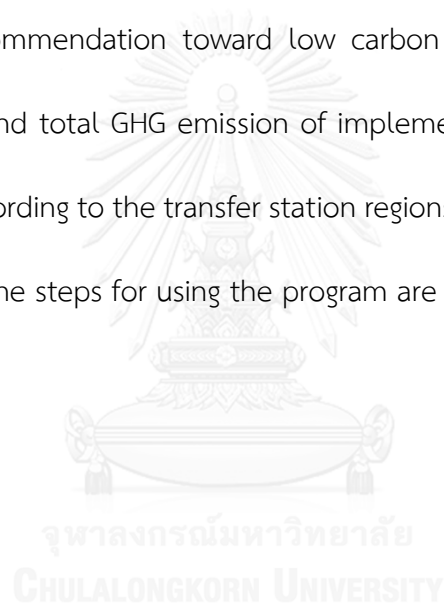 ommendation toward low carbon
nd total GHG emission of impleme
ording to the transfer station region
he steps for using the program are
จุฬาลงกรณ์มหาวิทยาลัย
CHULALONGKORN UNIVERSITY